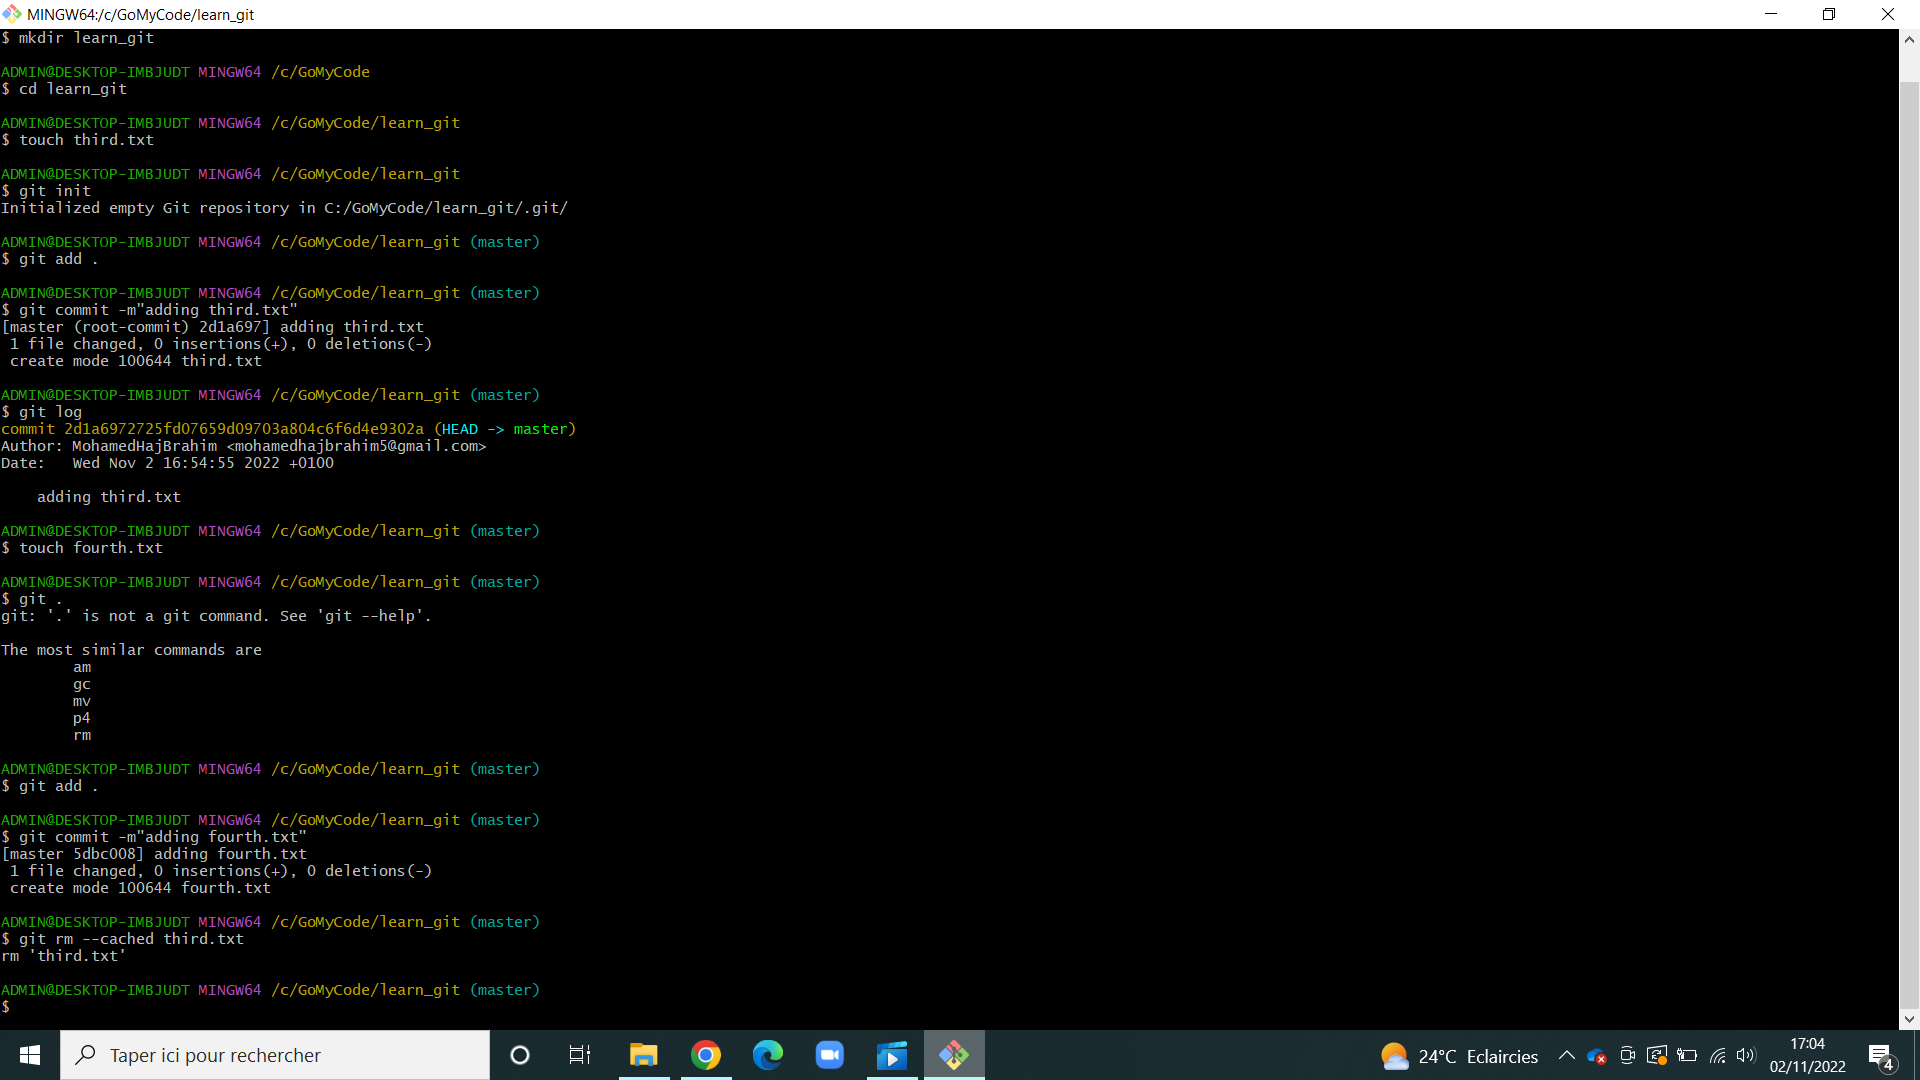 MINGW64:/c/GoMyCode/learn_git
$ mkdir learn_git
ADMIN@DESKTOP-IMBJUDT MINGW64 /c/GoMyCode
$ cd learn_git
ADMIN@DESKTOP-IMBJUDT MINGW64 /c/GoMyCode/learn_git
$ touch third.txt
ADMIN@DESKTOP-IMBJUDT MINGW64 /c/GoMyCode/learn_git
$ git init
Initialized empty Git repository in C:/GoMyCode/learn_git/.git/
ADMIN@DESKTOP-IMBJUDT MINGW64 /c/GoMyCode/learn_git (master)
$ git add .
ADMIN@DESKTOP-IMBJUDT MINGW64 /c/GoMyCode/learn_git (master)
$ git commit -m"adding third.txt"
[master (root-commit) 2d1a697] adding third.txt
1 file changed, 0 insertions(+), 0 deletions(-)
create mode 100644 third.txt
ADMIN@DESKTOP-IMBJUDT MINGW64 /c/GoMyCode/learn_git (master)
$ git log
commit 2d1a6972725fd07659d09703a804c6f6d4e9302a (HEAD -> master)
Author: MohamedHajBrahim <mohamedhajbrahim5@gmail.com>
Date:   Wed Nov 2 16:54:55 2022 +0100
adding third.txt
ADMIN@DESKTOP-IMBJUDT MINGW64 /c/GoMyCode/learn_git (master)
$ touch fourth.txt
ADMIN@DESKTOP-IMBJUDT MINGW64 /c/GoMyCode/learn_git (master)
$ git .
git: '.' is not a git command. See 'git --help'.
The most similar commands are
am
gc
mv
p4
rm
ADMIN@DESKTOP-IMBJUDT MINGW64 /c/GoMyCode/learn_git (master)
$ git add .
ADMIN@DESKTOP-IMBJUDT MINGW64 /c/GoMyCode/learn_git (master)
$ git commit -m"adding fourth.txt"
[master 5dbc008] adding fourth.txt
1 file changed, 0 insertions(+), 0 deletions(-)
create mode 100644 fourth.txt
ADMIN@DESKTOP-IMBJUDT MINGW64 /c/GoMyCode/learn_git (master)
$ git rm --cached third.txt
rm 'third.txt'
ADMIN@DESKTOP-IMBJUDT MINGW64 /c/GoMyCode/learn_git (master)
$
Taper ici pour rechercher
24°C Eclaircies
17:04
02/11/2022
4